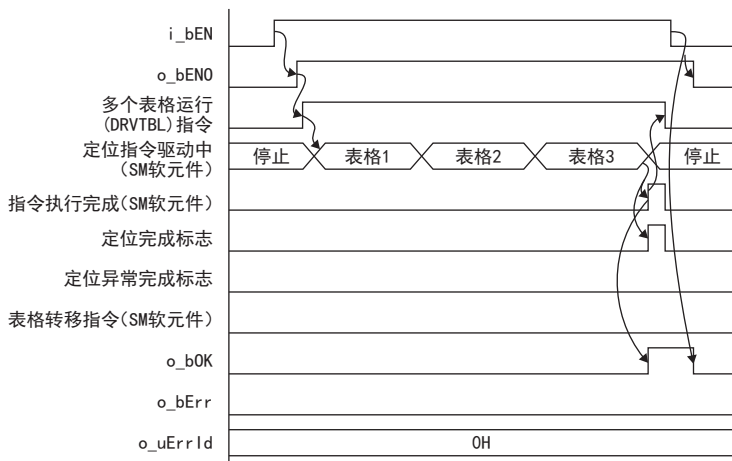 i_bEN
o_bENO
多个表格运行
(DRVTBL)指令
定位指令驱动中
(SM软元件)
停止 表格1 表格2 表格3 停止
指令执行完成(SM软元件)
定位完成标志
定位异常完成标志
表格转移指令(SM软元件)
o_bOK
o_bErr
o_uErrId
0H